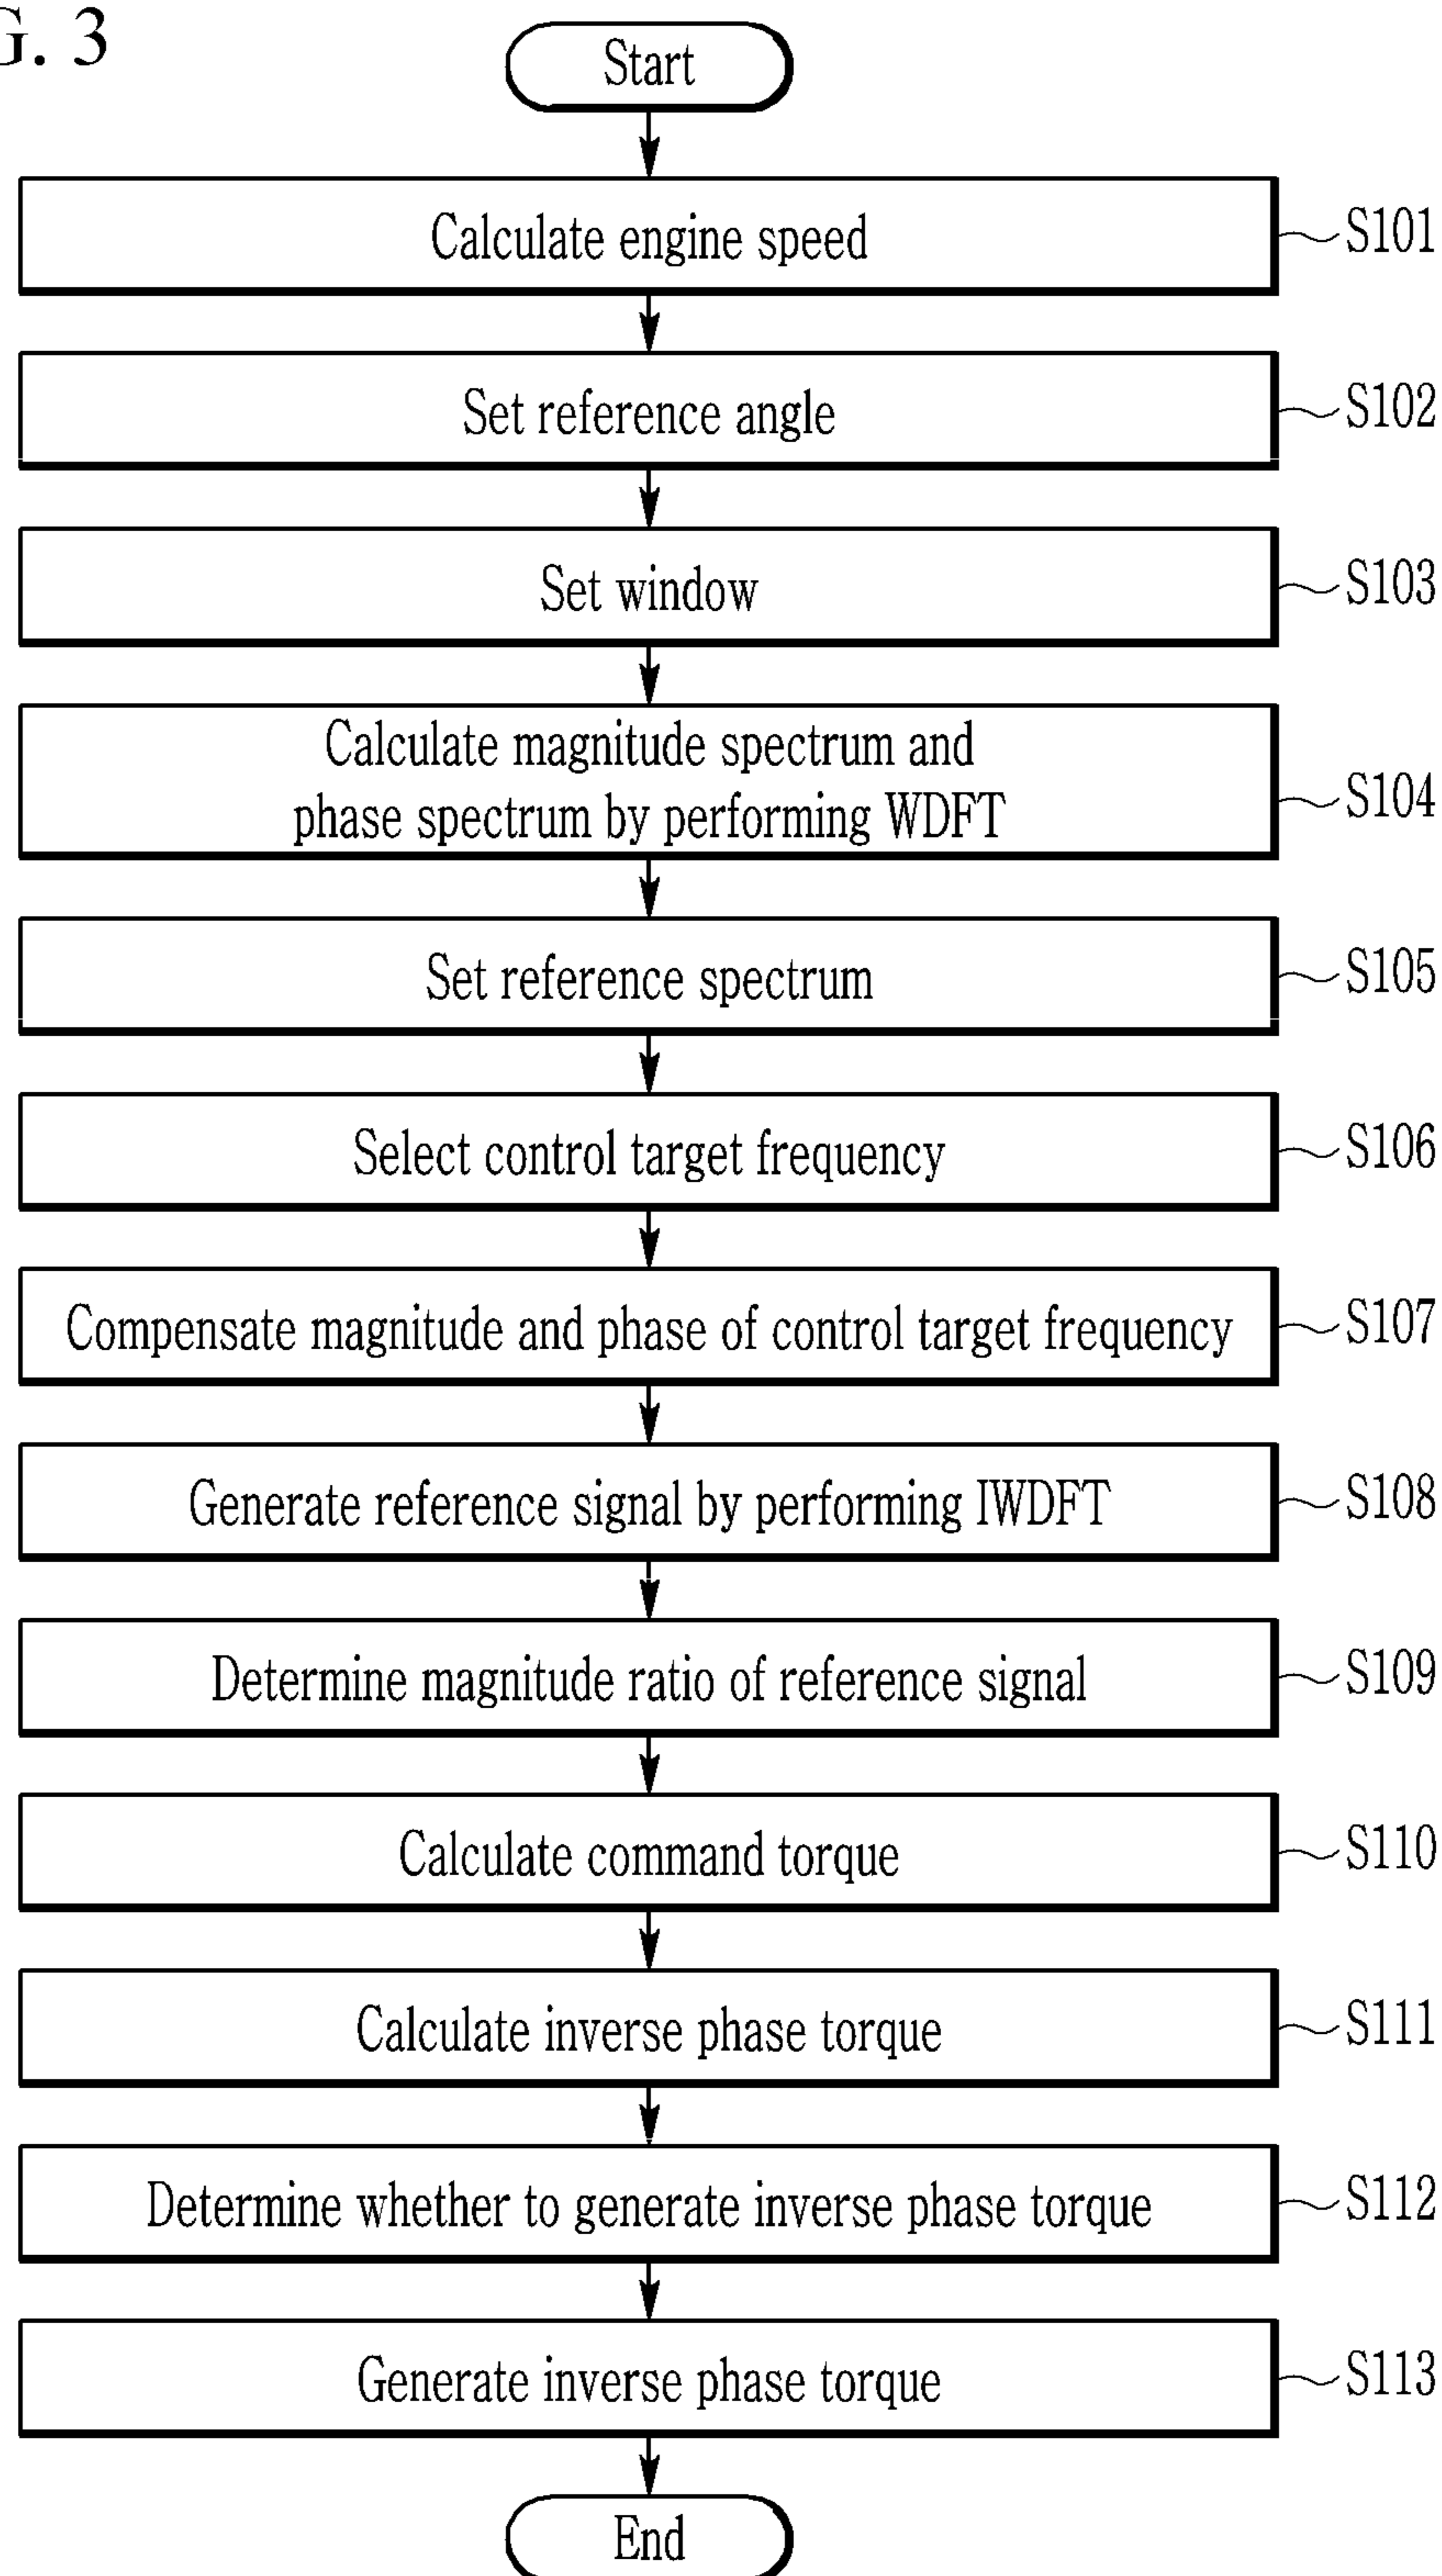 G. 3
Start
Calculate engine speed
S101
Set reference angle
S102
Set window
S103
Calculate magnitude spectrum and
phase spectrum by performing WDFT
S104
Set reference spectrum
S105
Select control target frequency
S106
Compensate magnitude and phase of control target frequency
S107
Generate reference signal by performing IWDFT
S108
Determine magnitude ratio of reference signal
S109
Calculate command torque
S110
Calculate inverse phase torque
S111
Determine whether to generate inverse phase torque
S112
Generate inverse phase torque
S113
End